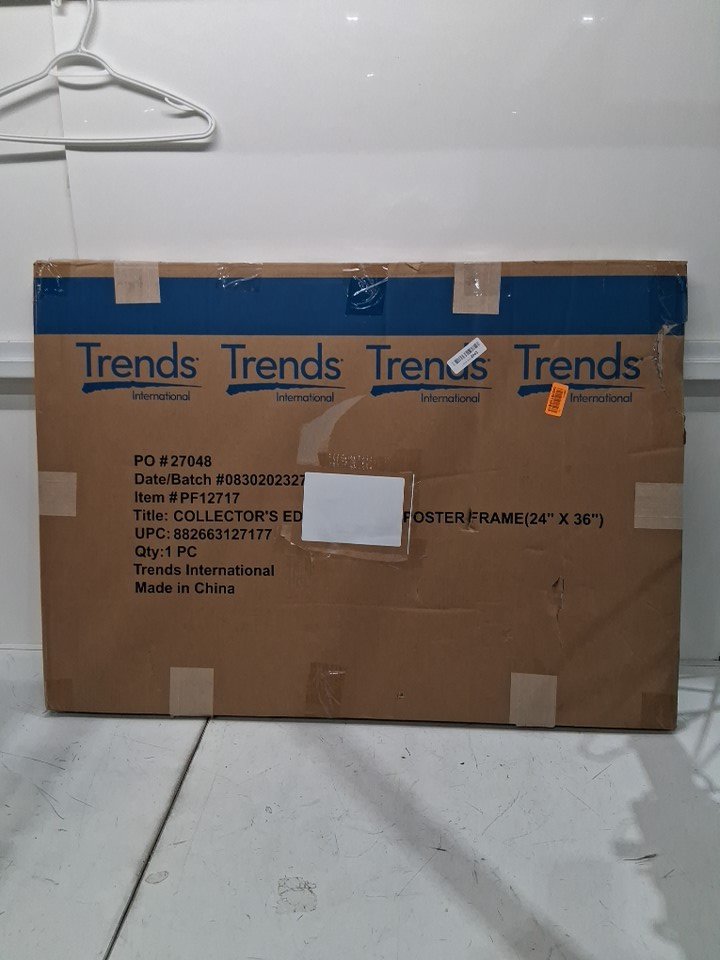 Trends Trends Trends Trends
International International International International
PO # 27048
Date/Batch #0830202327
Item # PF12717
Title: COLLECTOR'S ED POSTER FRAME(24" X 36")
UPC: 882663127177
Qty:1 PC
Trends International
Made in China